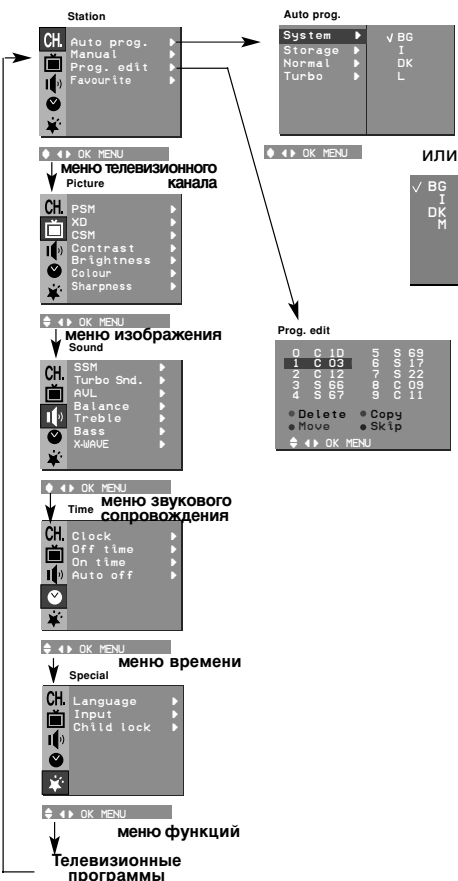 Station
CH.
Auto prog.
Manual
Prog. edit
Favourite
OK MENU
меню телевизионного
канала
Auto prog.
System
Storage
Normal
Turbo
√ BG
I
DK
L
OK MENU
или
√ BG
I
DK
M
Picture
CH.
PSM
XD
CSM
Contrast
Brightness
Colour
Sharpness
OK MENU
меню изображения
Prog. edit
0 C 10 5 S 69
1 C 03 6 S 17
2 C 12 7 S 22
3 S 66 8 C 09
4 S 67 9 C 11
Delete Copy
Move Skip
OK MENU
Sound
CH.
SSM
Turbo Snd.
AVL
Balance
Treble
Bass
X-WAVE
OK MENU
меню звукового
сопровождения
Time
CH.
Clock
Off time
On time
Auto off
OK MENU
меню времени
Special
CH.
Language
Input
Child lock
OK MENU
меню функций
Телевизионные
программы